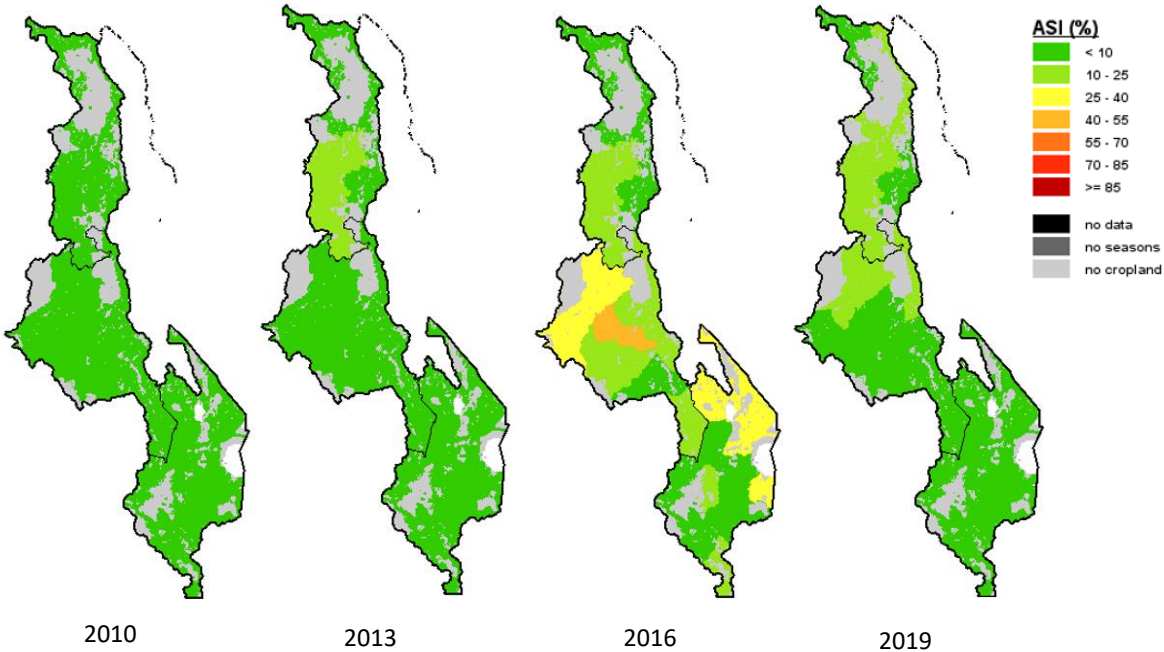 ASI (%)
< 10
10 - 25
25 - 40
40 - 55
55 - 70
70 - 85
>= 85
no data
no seasons
no cropland
2010
2013
2016
2019